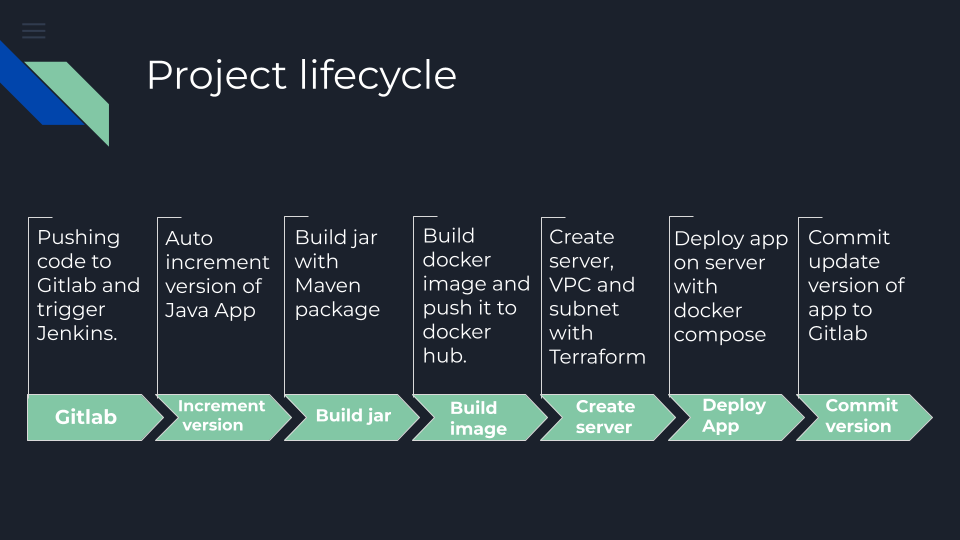 Project lifecycle
Pushing
code to
Gitlab and
trigger
Jenkins.
Auto
increment
version of
Java App
Build jar
with
Maven
package
Build
docker
image and
push it to
docker
hub.
Create
server,
VPC and
subnet
with
Terraform
Deploy app
on server
with
docker
compose
Commit
update
version of
app to
Gitlab
Gitlab
Increment
version
Build jar
Build
image
Create
server
Deploy
App
Commit
version